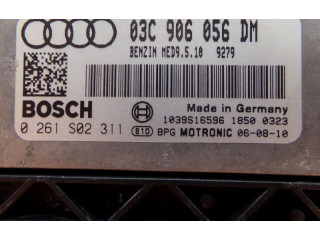 03C 906 056 DM
BENZIN MED9.5.10 9279
BOSCH
Made in Germany
1039S16596 1850 0323
0 261 S02 311
810 BPG MOTRONIC 06-08-10